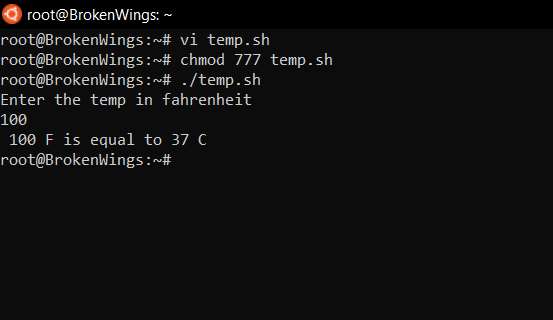 root@BrokenWings: ~
root@BrokenWings:~# vi temp.sh
root@BrokenWings:~# chmod 777 temp.sh
root@BrokenWings:~# ./temp.sh
Enter the temp in fahrenheit
100
 100 F is equal to 37 C
root@BrokenWings:~#